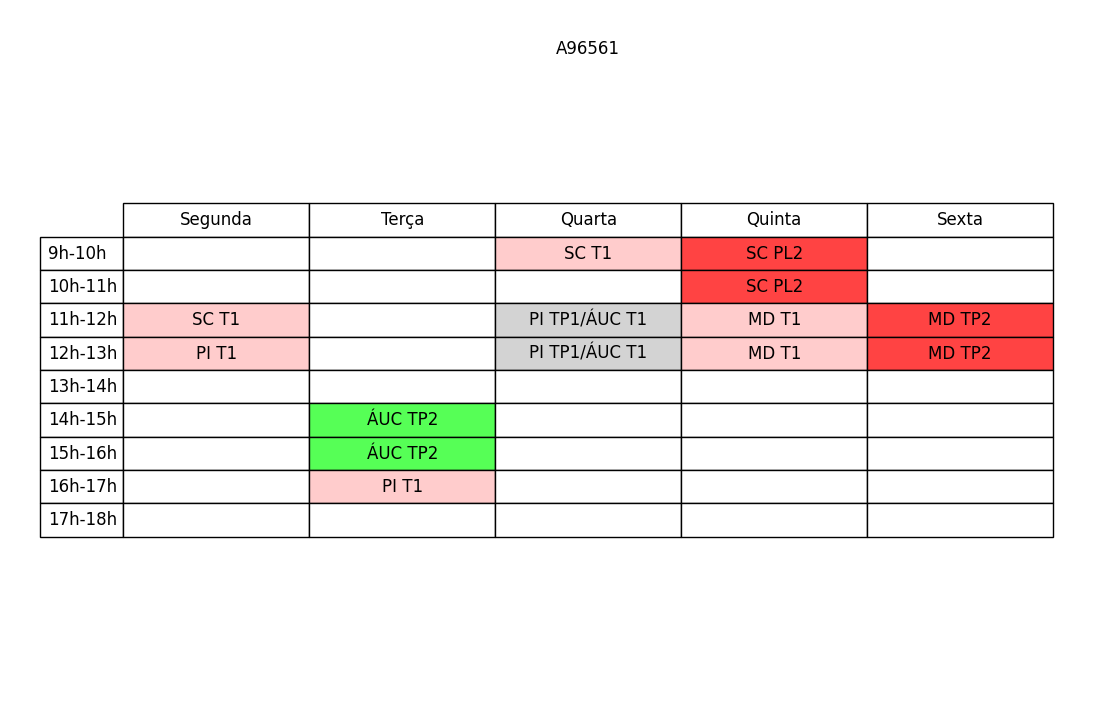 A96561
Segunda Terça Quarta Quinta Sexta
9h-10h SC T1 SC PL2
10h-11h SC PL2
11h-12h SC T1 PI TP1/ÁUC T1 MD T1 MD TP2
12h-13h PI T1 PI TP1/ÁUC T1 MD T1 MD TP2
13h-14h
14h-15h ÁUC TP2
15h-16h ÁUC TP2
16h-17h PI T1
17h-18h